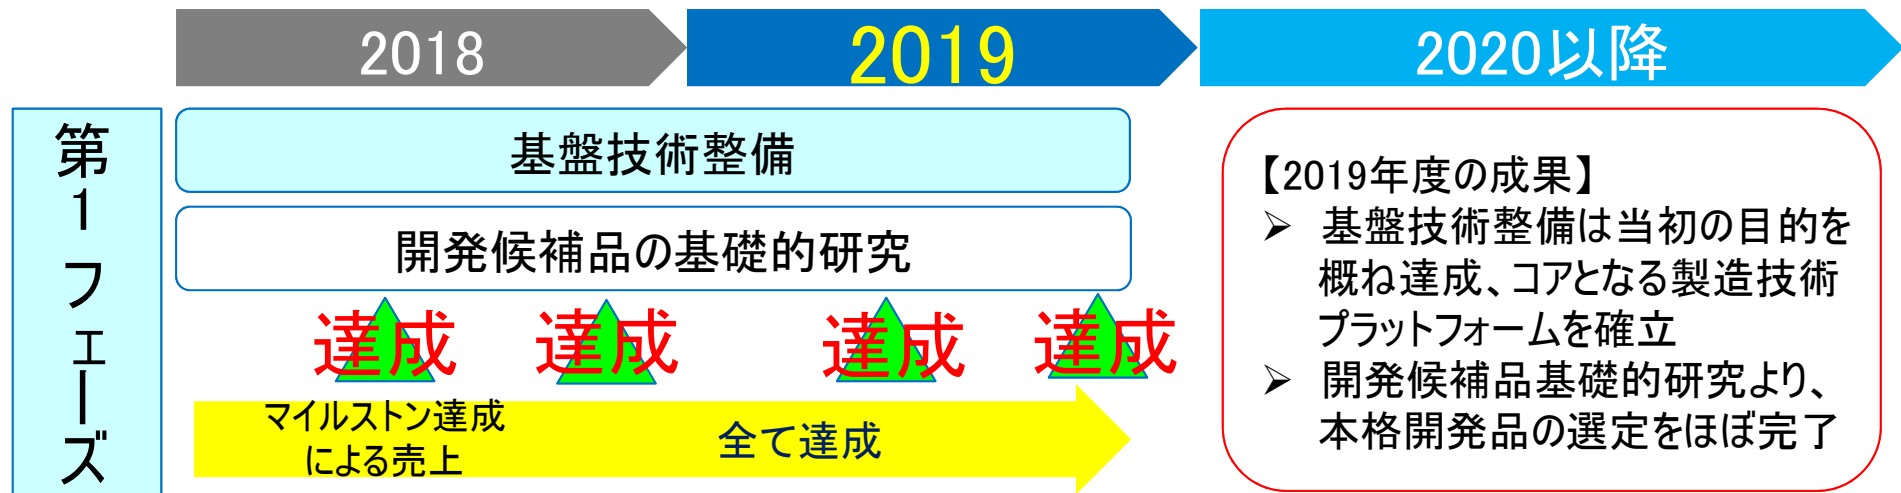 2018
2019
2020以降
第1フェーズ
基盤技術整備
開発候補品の基礎的研究
達成
達成
達成
達成
マイルストン達成
による売上
全て達成
【2019年度の成果】
➢ 基盤技術整備は当初の目的を
概ね達成、コアとなる製造技術
プラットフォームを確立
➢ 開発候補品基礎的研究より、
本格開発品の選定をほぼ完了